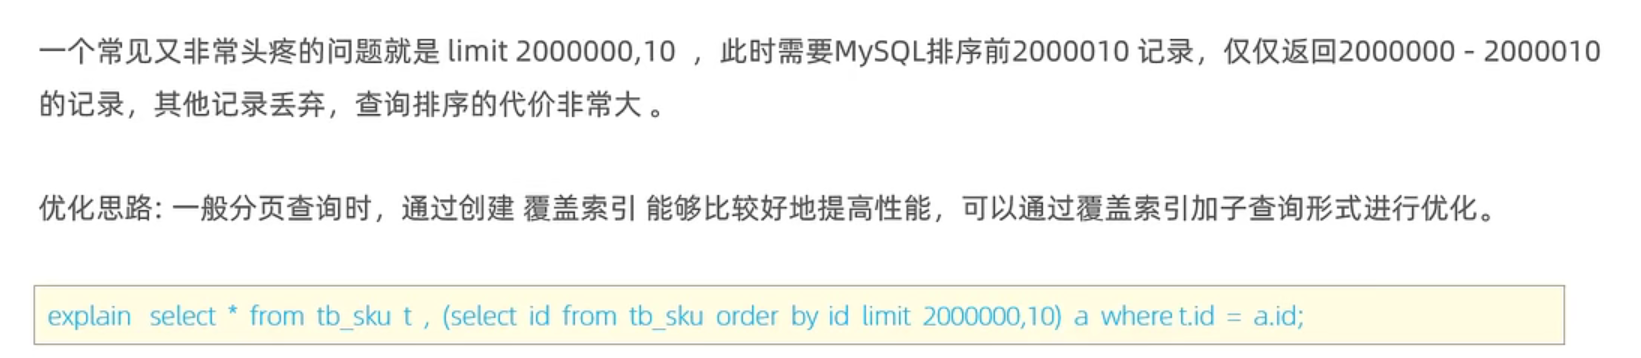 一个常见又非常头疼的问题就是 limit 2000000,10 ，此时需要MySQL排序前2000010 记录，仅仅返回2000000 - 2000010
的记录，其他记录丢弃，查询排序的代价非常大 。
优化思路: 一般分页查询时，通过创建 覆盖索引 能够比较好地提高性能，可以通过覆盖索引加子查询形式进行优化。
explain select * from tb_sku t , (select id from tb_sku order by id limit 2000000,10) a where t.id = a.id;